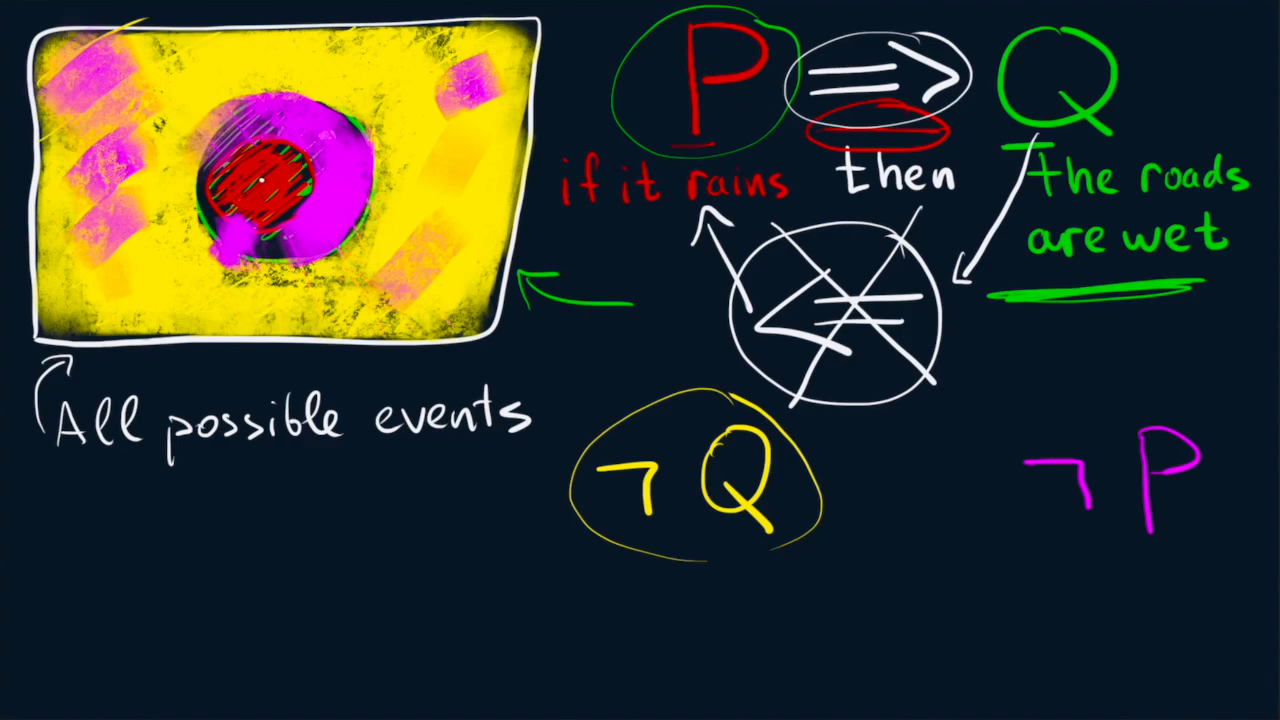 P ⇒ Q
if it rains then The roads
are wet
⇐
All possible events
¬ Q ¬ P